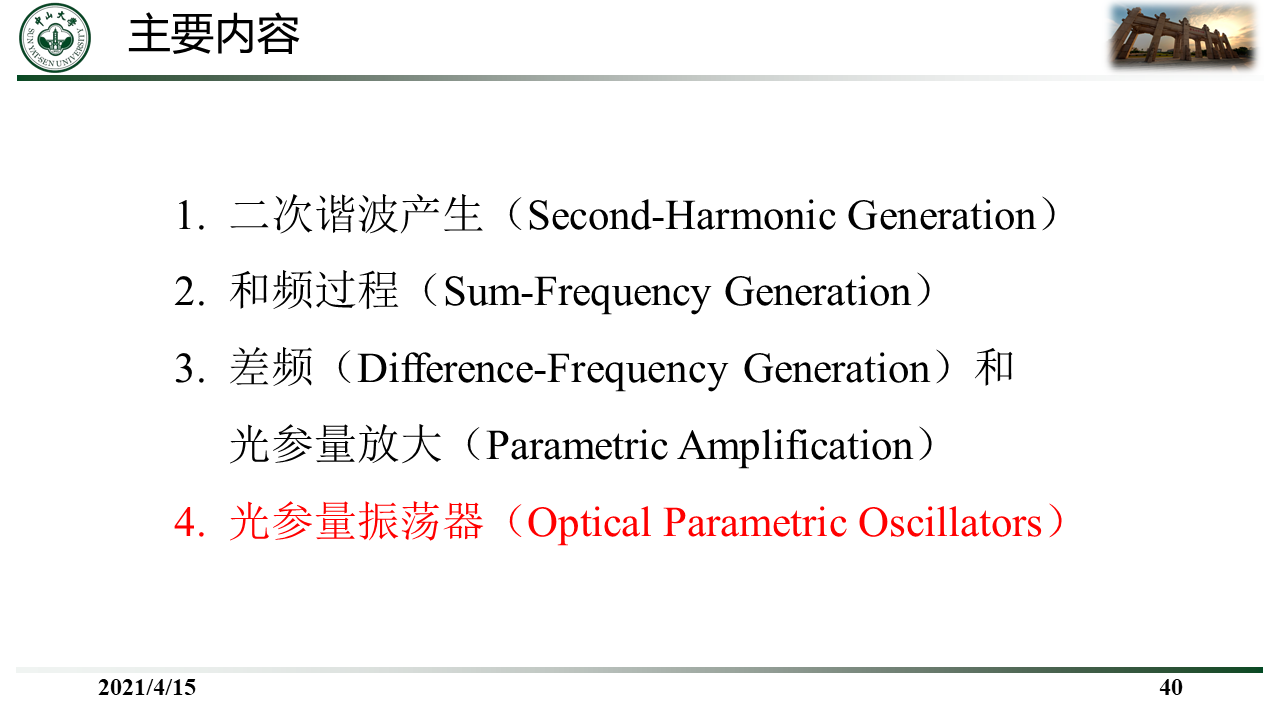 中山大学
SUN YAT-SEN UNIVERSITY
主要内容
1. 二次谐波产生（Second-Harmonic Generation）
2. 和频过程（Sum-Frequency Generation）
3. 差频（Difference-Frequency Generation）和
光参量放大（Parametric Amplification）
4. 光参量振荡器（Optical Parametric Oscillators）
2021/4/15
40